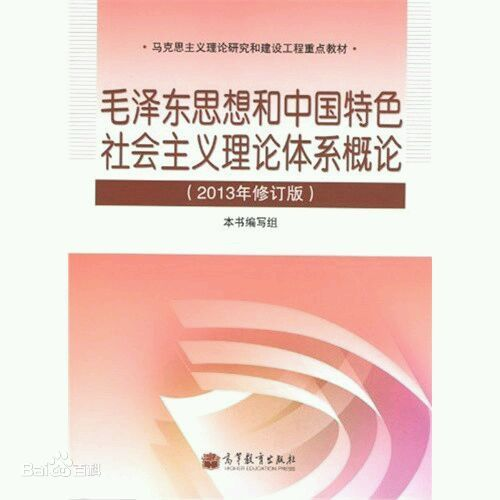 ·马克思主义理论研究和建设工程重点教材·
毛泽东思想和中国特色
社会主义理论体系概论
(2013年修订版)
本书编写组
高等教育出版社
HIGHER EDUCATION PRESS
Bai百科